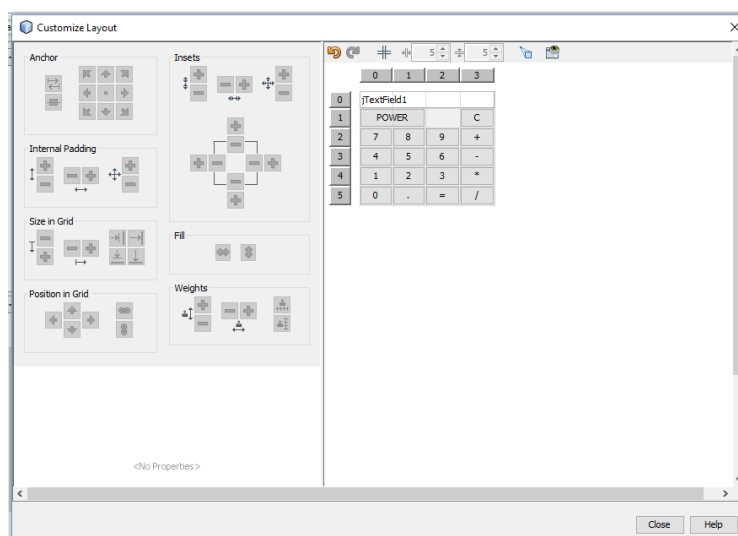 Customize Layout
Anchor
Insets
Internal Padding
Size in Grid
Fill
Position in Grid
Weights
<No Properties>
5 5
0 1 2 3
0 jTextField1
1 POWER C
2 7 8 9 +
3 4 5 6 -
4 1 2 3 *
5 0 . = /
Close Help